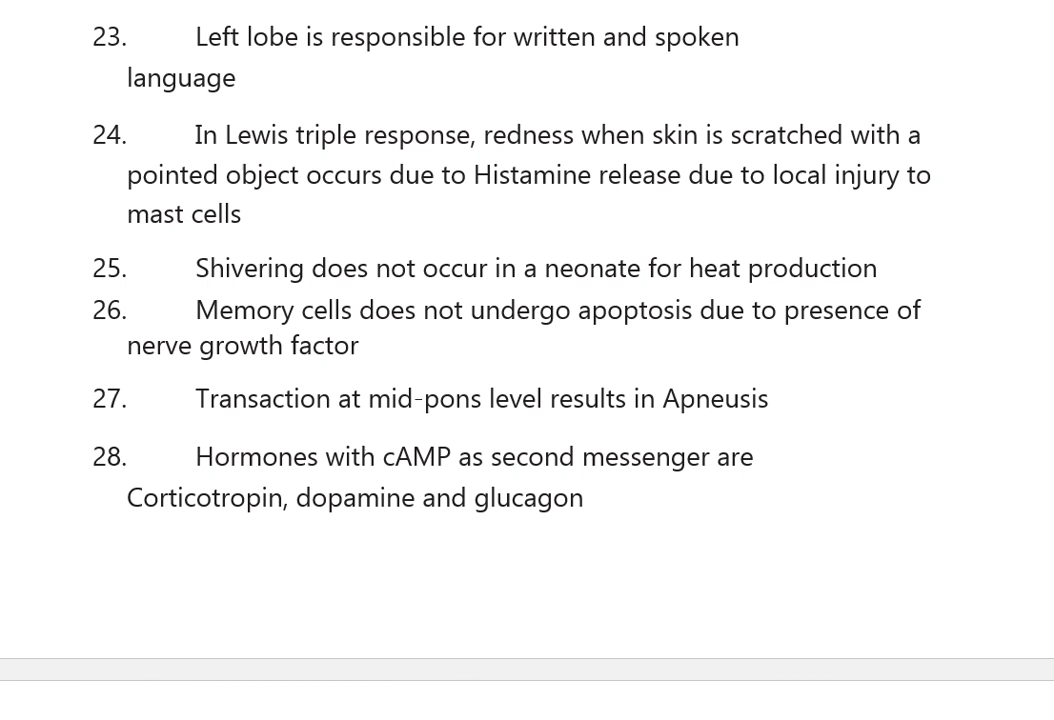 23. Left lobe is responsible for written and spoken
language
24. In Lewis triple response, redness when skin is scratched with a
pointed object occurs due to Histamine release due to local injury to
mast cells
25. Shivering does not occur in a neonate for heat production
26. Memory cells does not undergo apoptosis due to presence of
nerve growth factor
27. Transaction at mid-pons level results in Apneusis
28. Hormones with cAMP as second messenger are
Corticotropin, dopamine and glucagon